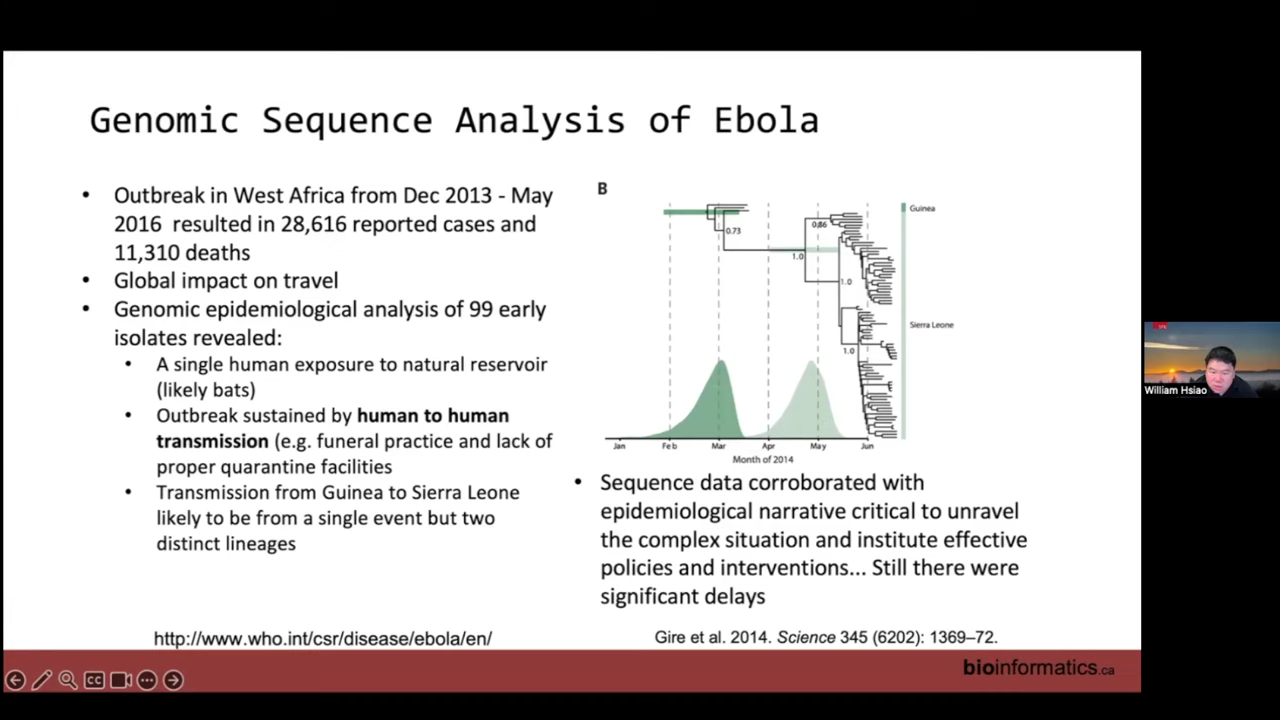 Genomic Sequence Analysis of Ebola
• Outbreak in West Africa from Dec 2013 - May
2016 resulted in 28,616 reported cases and
11,310 deaths
• Global impact on travel
• Genomic epidemiological analysis of 99 early
isolates revealed:
• A single human exposure to natural reservoir
(likely bats)
• Outbreak sustained by human to human
transmission (e.g. funeral practice and lack of
proper quarantine facilities
• Transmission from Guinea to Sierra Leone
likely to be from a single event but two
distinct lineages
http://www.who.int/csr/disease/ebola/en/
B
Guinea
0.73
0.86
1.0
1.0
Sierra Leone
1.0
Jan Feb Mar Apr May Jun
Month of 2014
• Sequence data corroborated with
epidemiological narrative critical to unravel
the complex situation and institute effective
policies and interventions... Still there were
significant delays
Gire et al. 2014. Science 345 (6202): 1369–72.
bioinformatics.ca
CC
William Hsiao